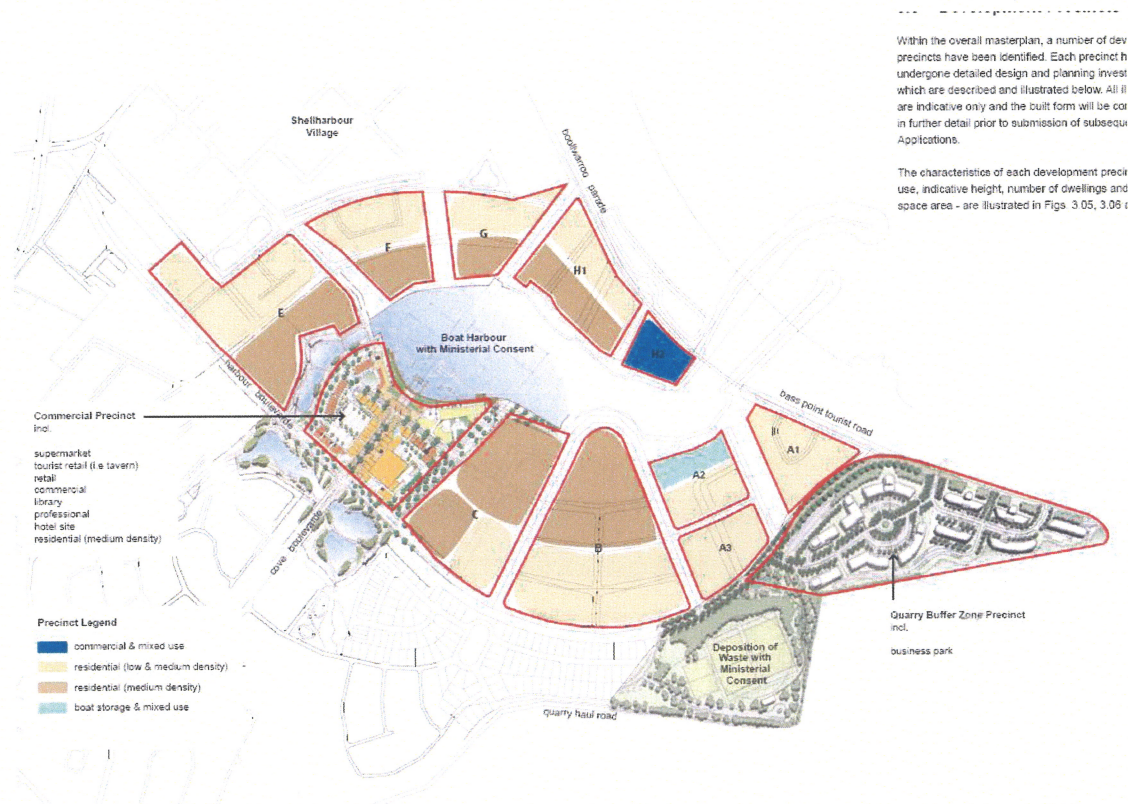 Within the overall masterplan, a number of dev
precincts have been identified. Each precinct h
undergone detailed design and planning invest
which are described and illustrated below. All il
are indicative only and the built form will be co
in further detail prior to submission of subsequ
Applications.
The characteristics of each development preci
use, indicative height, number of dwellings and
space area - are illustrated in Figs. 3.05, 3.06
Shellharbour
Village
boollwarroo parade
F
G
H1
E
Boat Harbour
with Ministerial Consent
H2
harbour boulevarde
bass point tourist road
Commercial Precinct
incl.
supermarket
tourist retail (i.e tavern)
retail
commercial
library
professional
hotel site
residential (medium density)
A1
A2
C
cove boulevarde
B
A3
Quarry Buffer Zone Precinct
incl.
business park
Precinct Legend
commercial & mixed use
residential (low & medium density)
residential (medium density)
boat storage & mixed use
Deposition of
Waste with
Ministerial
Consent
quarry haul road